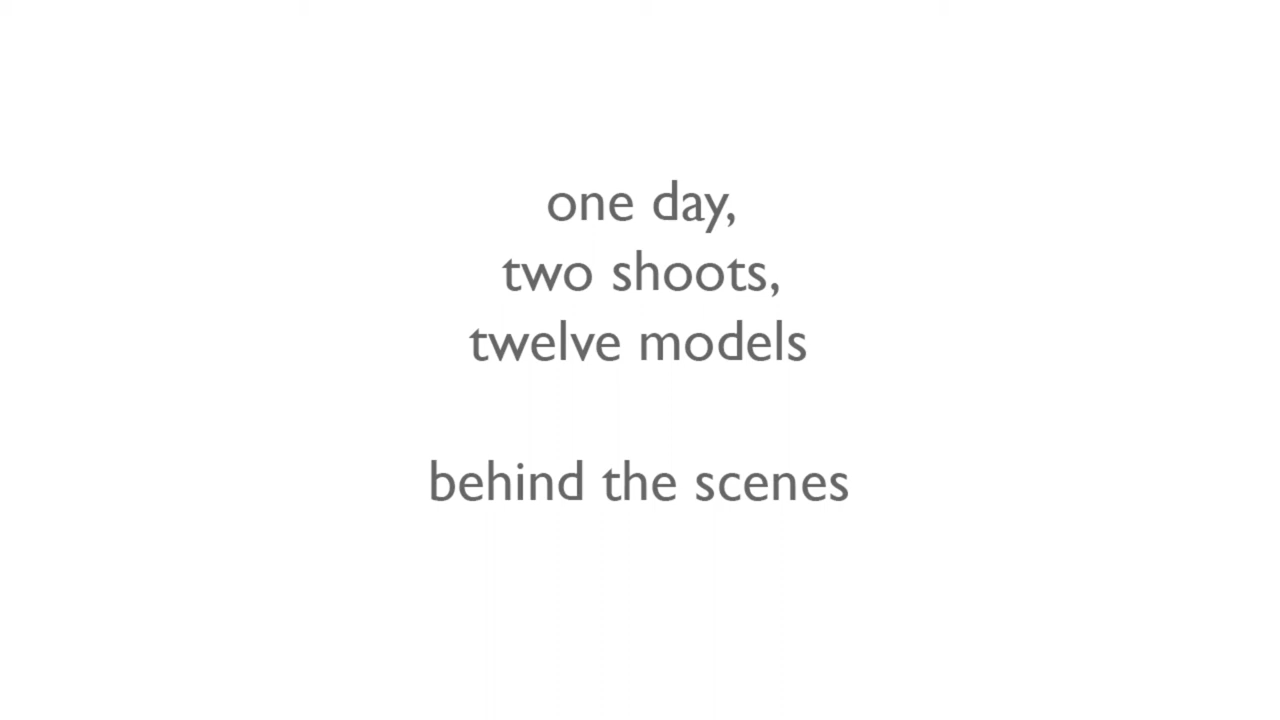 one day,
two shoots,
twelve models
behind the scenes